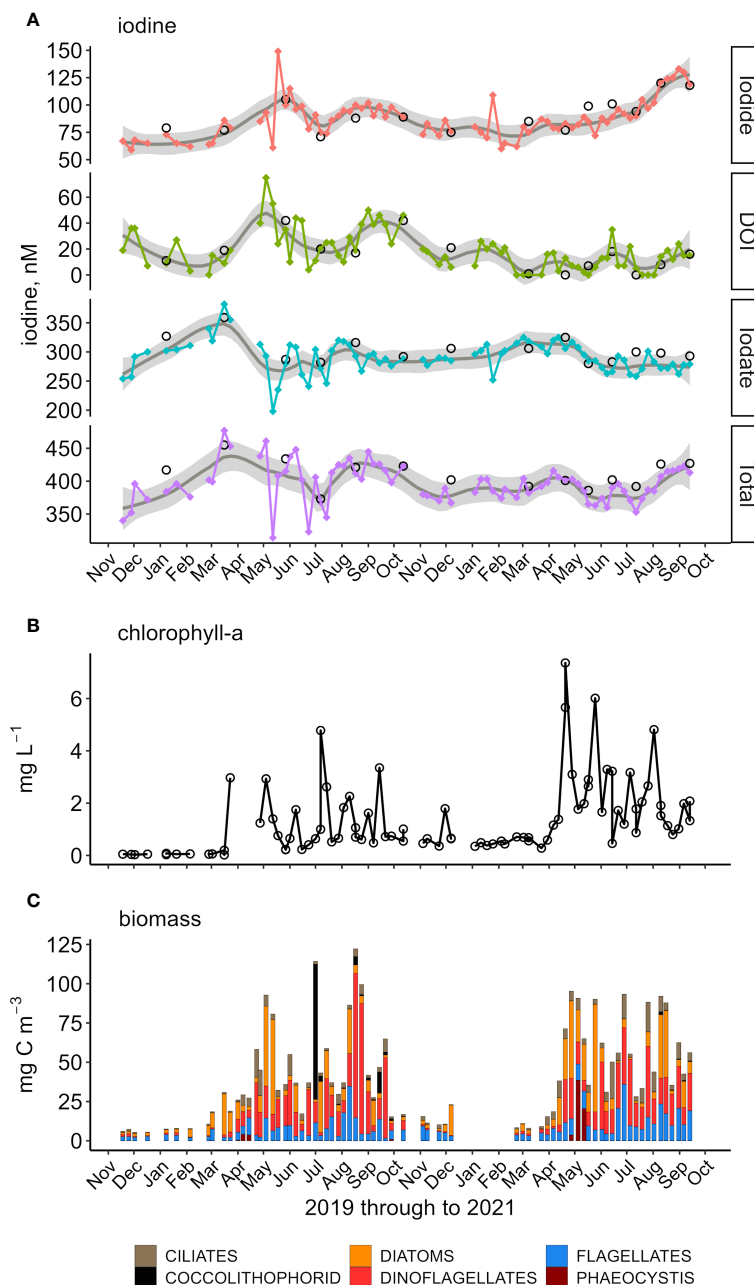 A
iodine
150
125
100
75
50
Iodide
60
40
20
0
DOI
350
300
250
200
Iodate
450
400
350
Total
iodine, nM
Nov Dec Jan Feb Mar Apr May Jun Jul Aug Sep Oct Nov Dec Jan Feb Mar Apr May Jun Jul Aug Sep Oct
B
chlorophyll-a
6
4
2
0
mg L−1
C
biomass
125
100
75
50
25
0
mg C m−3
Nov Dec Jan Feb Mar Apr May Jun Jul Aug Sep Oct Nov Dec Jan Feb Mar Apr May Jun Jul Aug Sep Oct
2019 through to 2021
CILIATES DIATOMS FLAGELLATES
COCCOLITHOPHORID DINOFLAGELLATES PHAEOCYSTIS